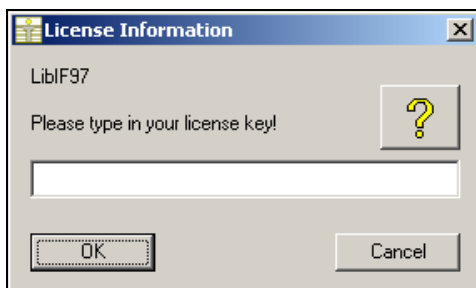 License Information
LibIF97
Please type in your license key!
?
OK
Cancel